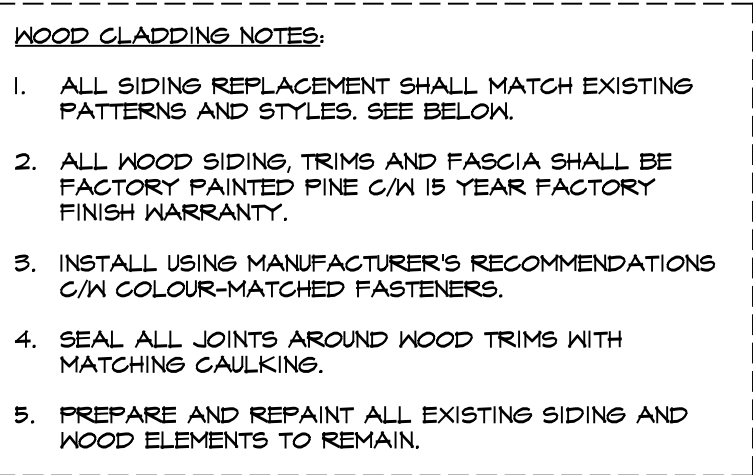 WOOD CLADDING NOTES:
1. ALL SIDING REPLACEMENT SHALL MATCH EXISTING
PATTERNS AND STYLES. SEE BELOW.
2. ALL WOOD SIDING, TRIMS AND FASCIA SHALL BE
FACTORY PAINTED PINE C/W 15 YEAR FACTORY
FINISH WARRANTY.
3. INSTALL USING MANUFACTURER'S RECOMMENDATIONS
C/W COLOUR-MATCHED FASTENERS.
4. SEAL ALL JOINTS AROUND WOOD TRIMS WITH
MATCHING CAULKING.
5. PREPARE AND REPAINT ALL EXISTING SIDING AND
WOOD ELEMENTS TO REMAIN.